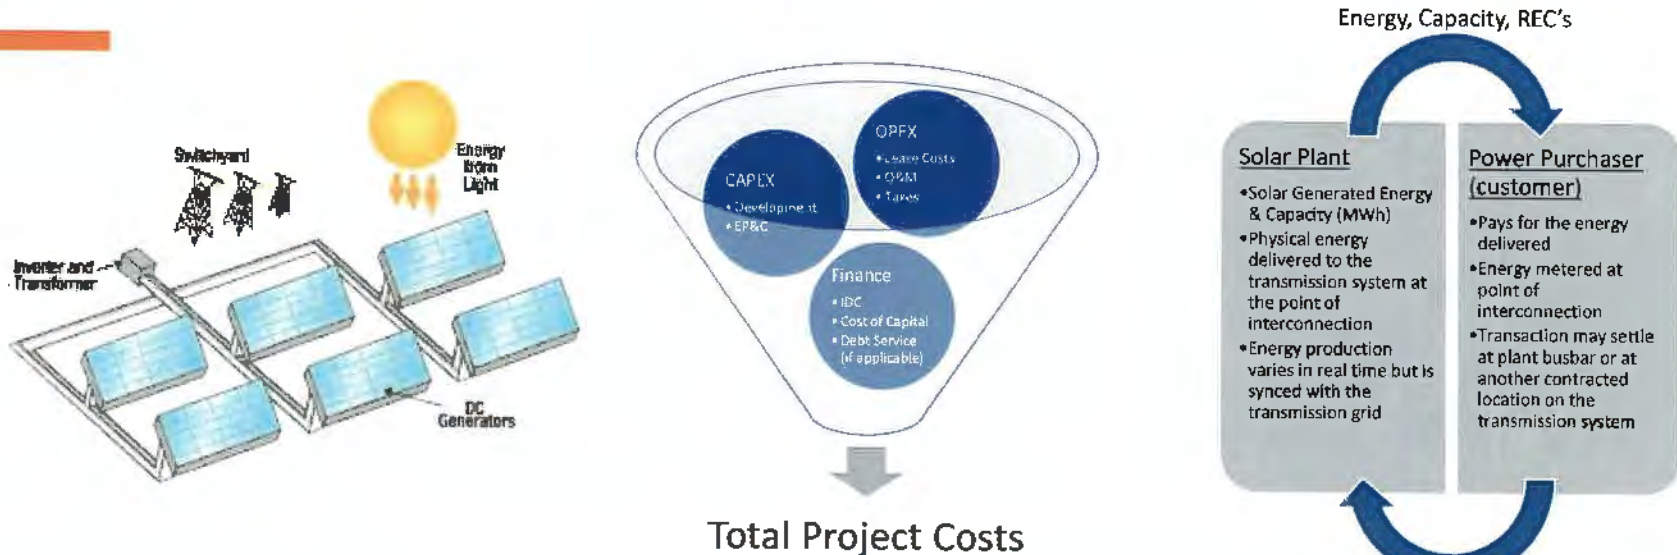 Switchyard
Energy
from
Light
Inverter and
Transformer
DC
Generators
OPEX
• Lease Costs
• O&M
• Taxes
CAPEX
• Development
• EP&C
Finance
• IDC
• Cost of Capital
• Debt Service
(if applicable)
Total Project Costs
Energy, Capacity, REC's
Solar Plant
•Solar Generated Energy
& Capacity (MWh)
•Physical energy
delivered to the
transmission system at
the point of
interconnection
•Energy production
varies in real time but is
synced with the
transmission grid
Power Purchaser
(customer)
•Pays for the energy
delivered
•Energy metered at
point of
interconnection
•Transaction may settle
at plant busbar or at
another contracted
location on the
transmission system